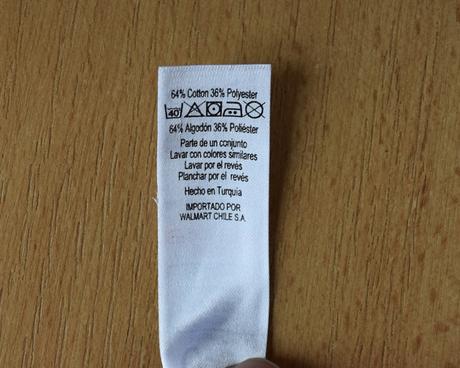 64% Cotton 36% Polyester
40
64% Algodón 36% Poliéster
Parte de un conjunto
Lavar con colores similares
Lavar por el revés
Planchar por el revés
Hecho en Turquia
IMPORTADO POR
WALMART CHILE S.A.